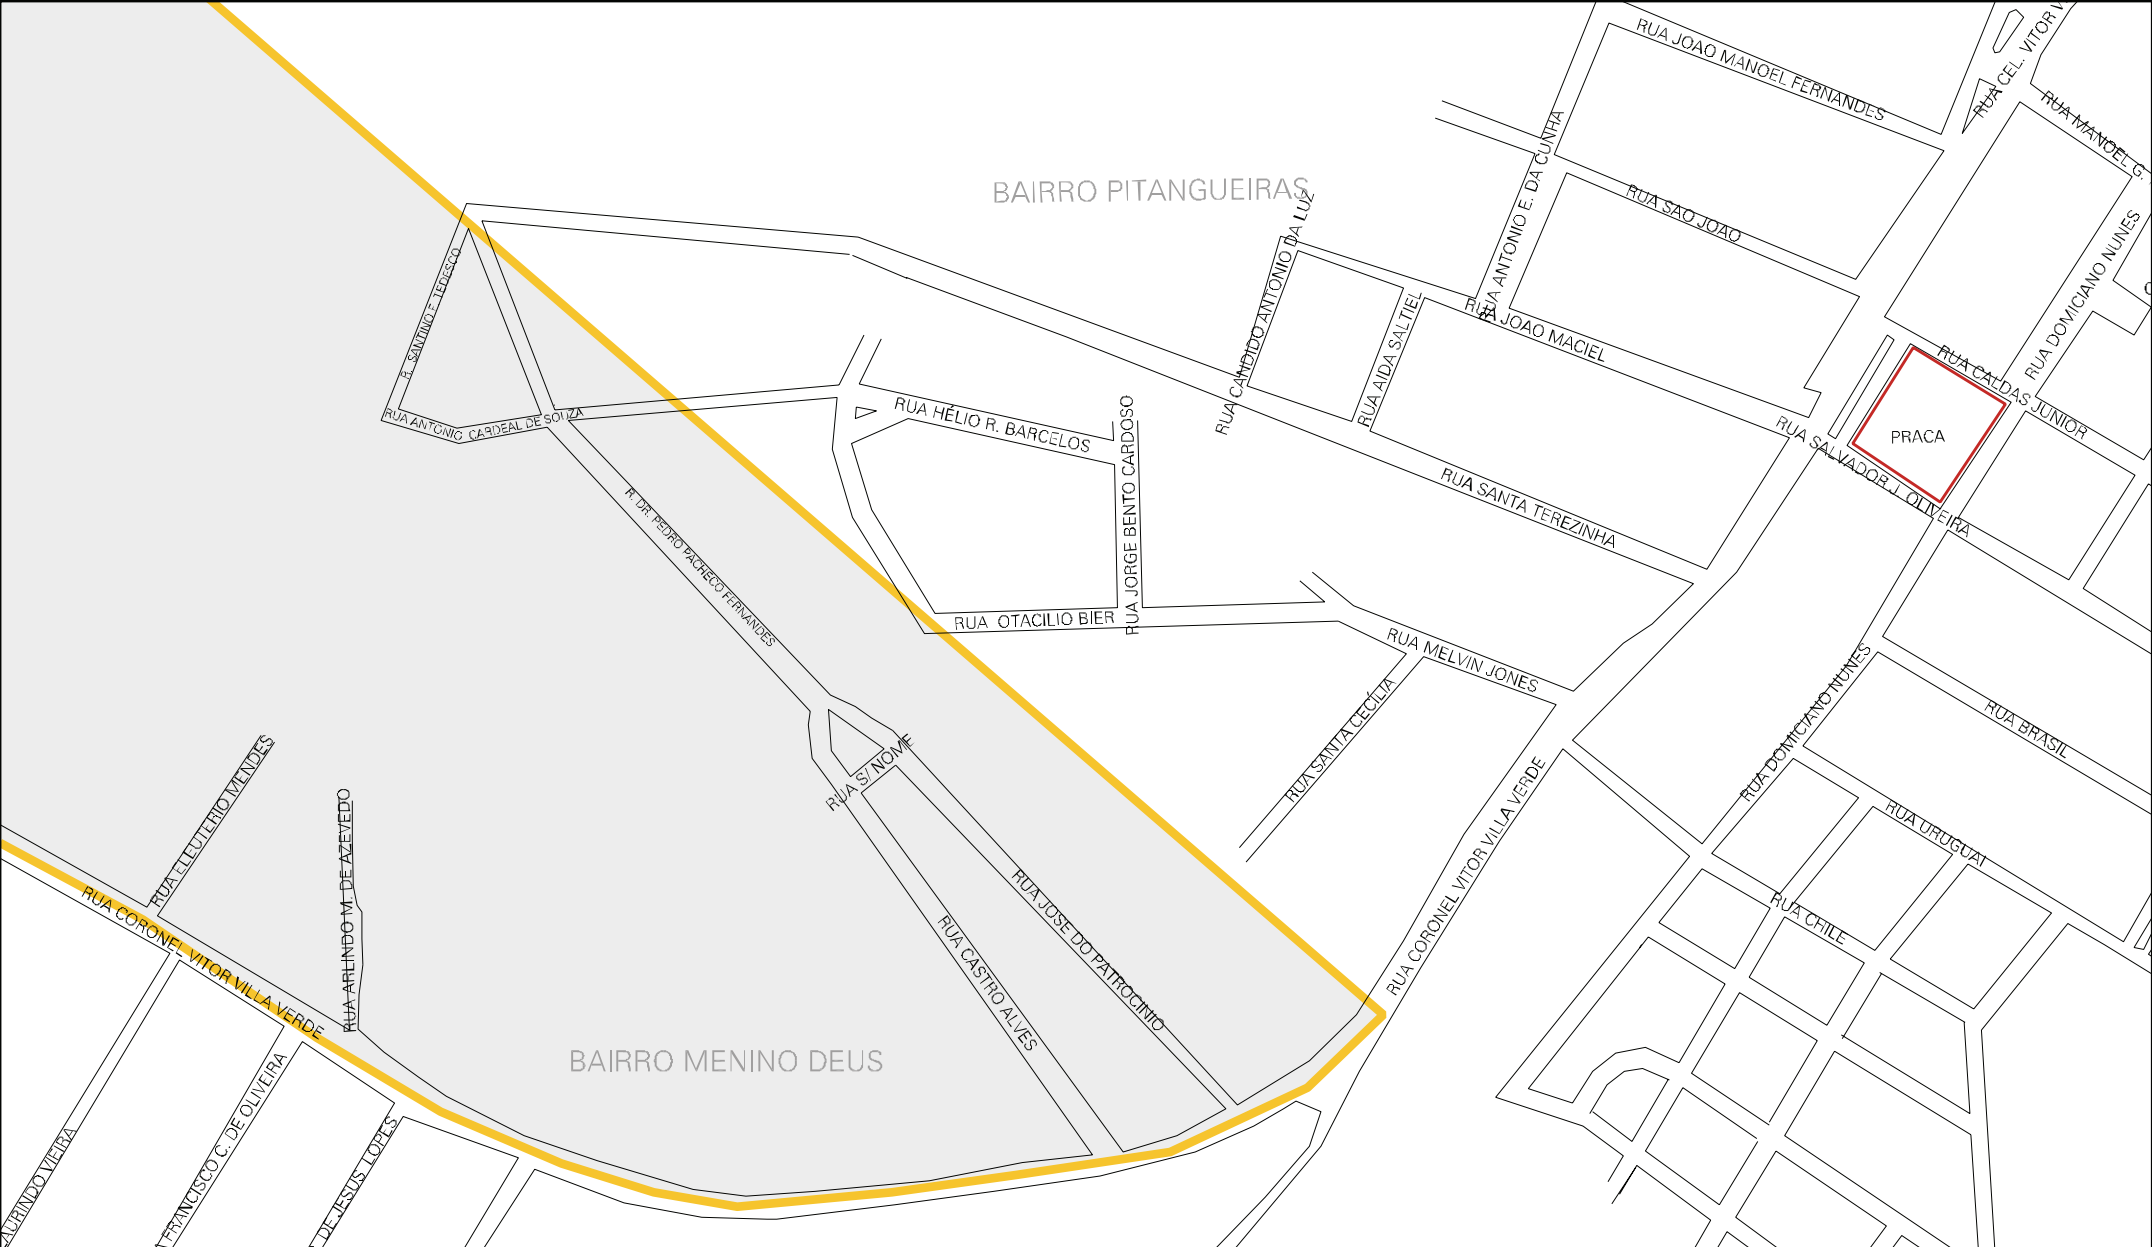 RUA JOAO MANOEL FERNANDES
RUA CEL. VITOR V
RUA MANOEL G.
BAIRRO PITANGUEIRAS
RUA CANDIDO ANTONIO DA LUZ
RUA ANTONIO E. DA CUNHA
RUA SAO JOAO
RUA DOMICIANO NUNES
R. SANTINO F. TEDESCO
RUA AIDA SALTIEL
RUA JOAO MACIEL
RUA CALDAS JUNIOR
PRACA
RUA ANTONIO CARDEAL DE SOUZA
RUA HÉLIO R. BARCELOS
RUA JORGE BENTO CARDOSO
RUA SALVADOR J. OLIVEIRA
RUA SANTA TEREZINHA
R. DR. PEDRO PACHECO FERNANDES
RUA OTACILIO BIER
RUA MELVIN JONES
RUA SANTA CECÍLIA
RUA DOMICIANO NUNES
RUA BRASIL
RUA S/ NOME
RUA ELEUTERIO MENDES
RUA ARLINDO M. DE AZEVEDO
RUA CORONEL VITOR VILLA VERDE
RUA URUGUAI
RUA CHILE
RUA JOSE DO PATROCINIO
RUA CASTRO ALVES
RUA CORONEL VITOR VILLA VERDE
BAIRRO MENINO DEUS
LAURINDO VIEIRA
A FRANCISCO C. DE OLIVEIRA
DE JESUS LOPES